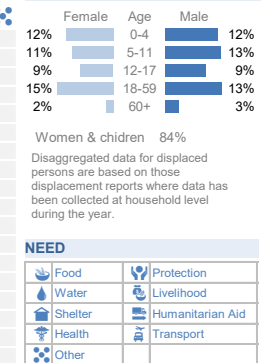 Female Age Male
12% 0-4 12%
11% 5-11 13%
9% 12-17 9%
15% 18-59 13%
2% 60+ 3%
Women & chidren 84%
Disaggregated data for displaced
persons are based on those
displacement reports where data has
been collected at household level
during the year.
NEED
Food Protection
Water Livelihood
Shelter Humanitarian Aid
Health Transport
Other